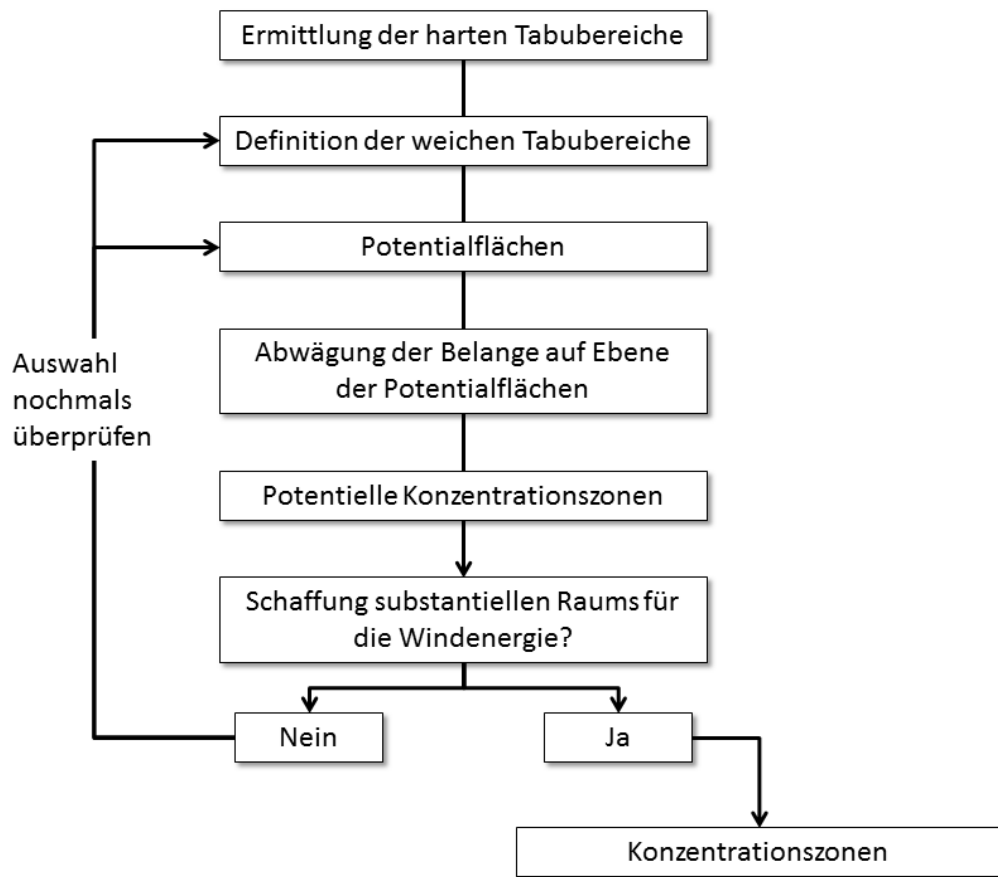 Ermittlung der harten Tabubereiche
Definition der weichen Tabubereiche
Potentialflächen
Abwägung der Belange auf Ebene
der Potentialflächen
Auswahl
nochmals
überprüfen
Potentielle Konzentrationszonen
Schaffung substantiellen Raums für
die Windenergie?
Nein
Ja
Konzentrationszonen